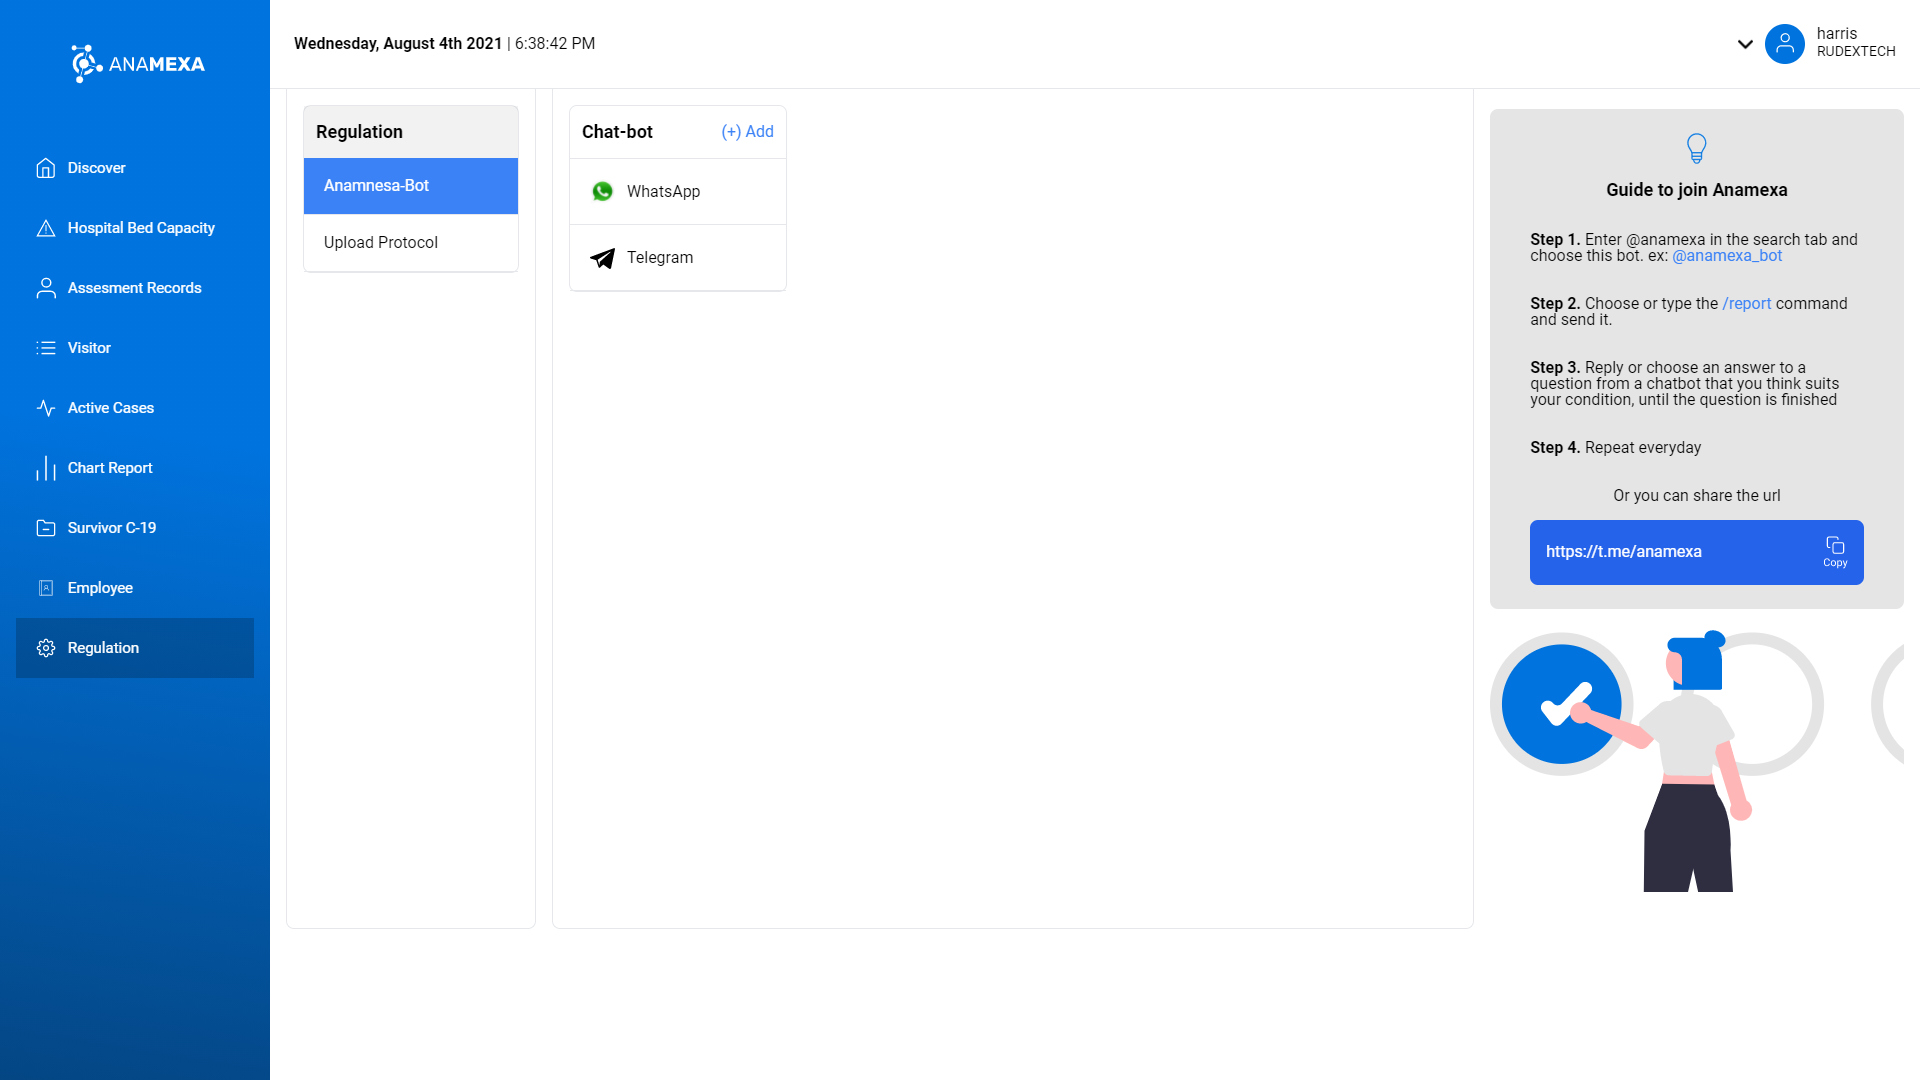 ANAMEXA
Discover
Hospital Bed Capacity
Assesment Records
Visitor
Active Cases
Chart Report
Survivor C-19
Employee
Regulation
Wednesday, August 4th 2021 | 6:38:42 PM
harris
RUDEXTECH
Regulation
Anamnesa-Bot
Upload Protocol
Chat-bot (+) Add
WhatsApp
Telegram
Guide to join Anamexa
Step 1. Enter @anamexa in the search tab and
choose this bot. ex: @anamexa_bot
Step 2. Choose or type the /report command
and send it.
Step 3. Reply or choose an answer to a
question from a chatbot that you think suits
your condition, until the question is finished
Step 4. Repeat everyday
Or you can share the url
https://t.me/anamexa
Copy